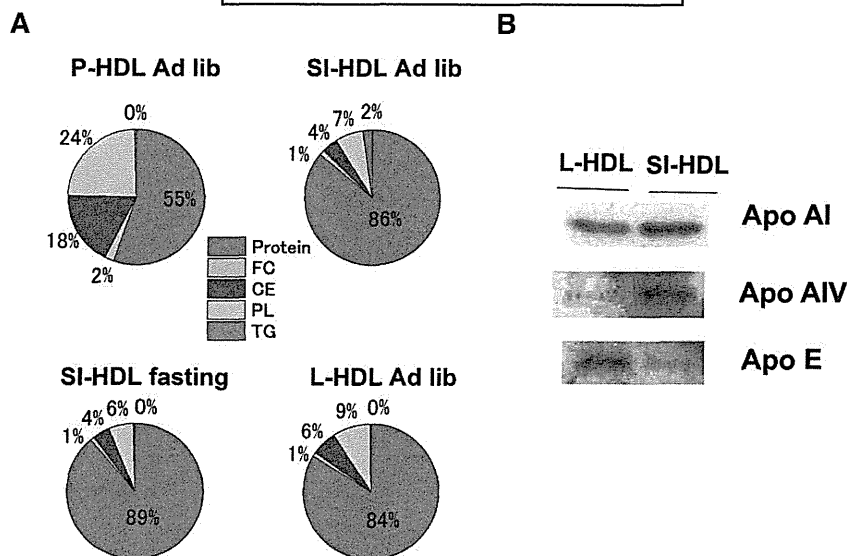 A
P-HDL Ad lib
0%
24%
55%
18%
2%
SI-HDL Ad lib
2%
7%
4%
1%
86%
Protein
FC
CE
PL
TG
SI-HDL fasting
0%
6%
4%
1%
89%
L-HDL Ad lib
0%
9%
6%
1%
84%
B
L-HDL SI-HDL
Apo AI
Apo AIV
Apo E